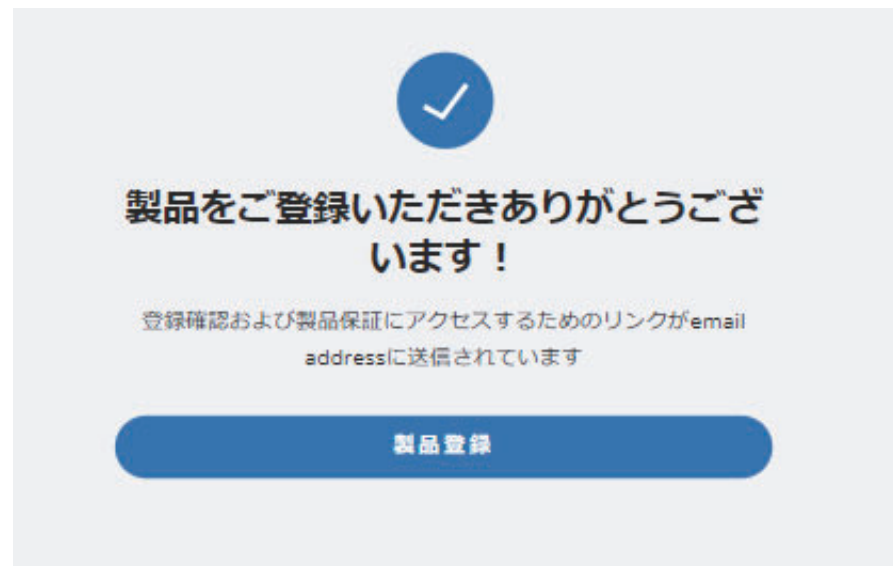 製品をご登録いただきありがとうござ
います！
登録確認および製品保証にアクセスするためのリンクがemail
addressに送信されています
製品登録